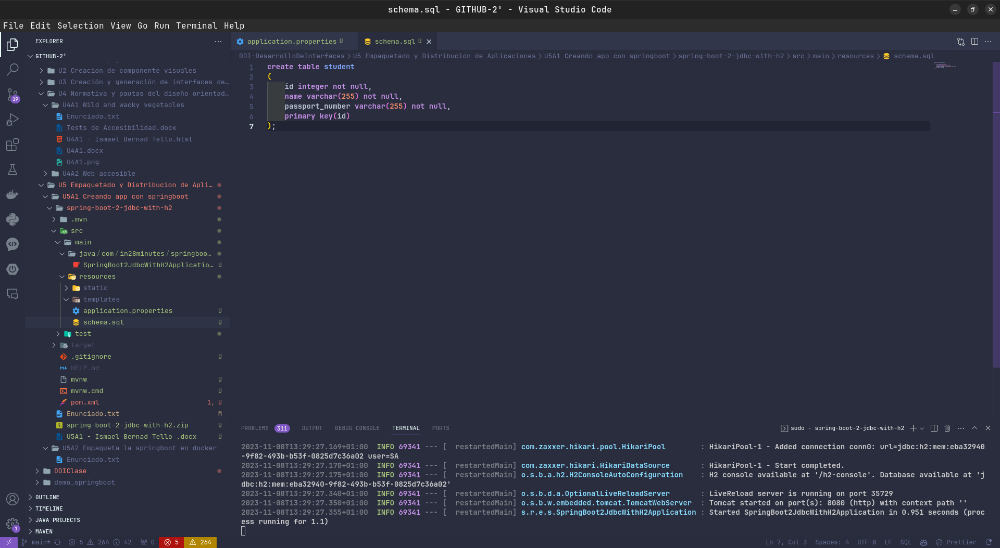 schema.sql - GITHUB-2° - Visual Studio Code
File Edit Selection View Go Run Terminal Help
EXPLORER
GITHUB-2°
U2 Creacion de componente visuales
U3 Creación y generación de interfaces de…
U4 Normativa y pautas del diseño orientad…
U4A1 Wild and wacky vegetables
Enunciado.txt
Tests de Accesibilidad.docx
U4A1 - Ismael Bernad Tello.html
U4A1.docx
U4A1.png
U4A2 Web accesible
U5 Empaquetado y Distribucion de Apli…
U5A1 Creando app con springboot
spring-boot-2-jdbc-with-h2
.mvn
src
main
java/com/in28minutes/springboo…
SpringBoot2JdbcWithH2Applicatio… U
resources
static
templates
application.properties U
schema.sql U
test
target
.gitignore U
HELP.md
mvnw U
mvnw.cmd U
pom.xml 1, U
Enunciado.txt M
spring-boot-2-jdbc-with-h2.zip U
U5A1 - Ismael Bernad Tello .docx U
U5A2 Empaqueta la springboot en docker
Enunciado.txt
DDIClase
demo_springboot
OUTLINE
TIMELINE
JAVA PROJECTS
MAVEN
19
1
application.properties U
schema.sql U
DDI-DesarrolloDeInterfaces > U5 Empaquetado y Distribucion de Aplicaciones > U5A1 Creando app con springboot > spring-boot-2-jdbc-with-h2 > src > main > resources > schema.sql
1 create table student
2 (
3 id integer not null,
4 name varchar(255) not null,
5 passport_number varchar(255) not null,
6 primary key(id)
7 );
PROBLEMS 311 OUTPUT DEBUG CONSOLE TERMINAL PORTS
sudo - spring-boot-2-jdbc-with-h2
2023-11-08T13:29:27.169+01:00 INFO 69341 --- [ restartedMain] com.zaxxer.hikari.pool.HikariPool : HikariPool-1 - Added connection conn0: url=jdbc:h2:mem:eba32940
-9f82-493b-b53f-0825d7c36a02 user=SA
2023-11-08T13:29:27.170+01:00 INFO 69341 --- [ restartedMain] com.zaxxer.hikari.HikariDataSource : HikariPool-1 - Start completed.
2023-11-08T13:29:27.175+01:00 INFO 69341 --- [ restartedMain] o.s.b.a.h2.H2ConsoleAutoConfiguration : H2 console available at '/h2-console'. Database available at 'j
dbc:h2:mem:eba32940-9f82-493b-b53f-0825d7c36a02'
2023-11-08T13:29:27.340+01:00 INFO 69341 --- [ restartedMain] o.s.b.d.a.OptionalLiveReloadServer : LiveReload server is running on port 35729
2023-11-08T13:29:27.350+01:00 INFO 69341 --- [ restartedMain] o.s.b.w.embedded.tomcat.TomcatWebServer : Tomcat started on port(s): 8080 (http) with context path ''
2023-11-08T13:29:27.355+01:00 INFO 69341 --- [ restartedMain] s.r.e.s.SpringBoot2JdbcWithH2Application : Started SpringBoot2JdbcWithH2Application in 0.951 seconds (proc
ess running for 1.1)
main* 5 264 42 0 5 264 Ln 7, Col 3 Spaces: 4 UTF-8 LF SQL Prettier